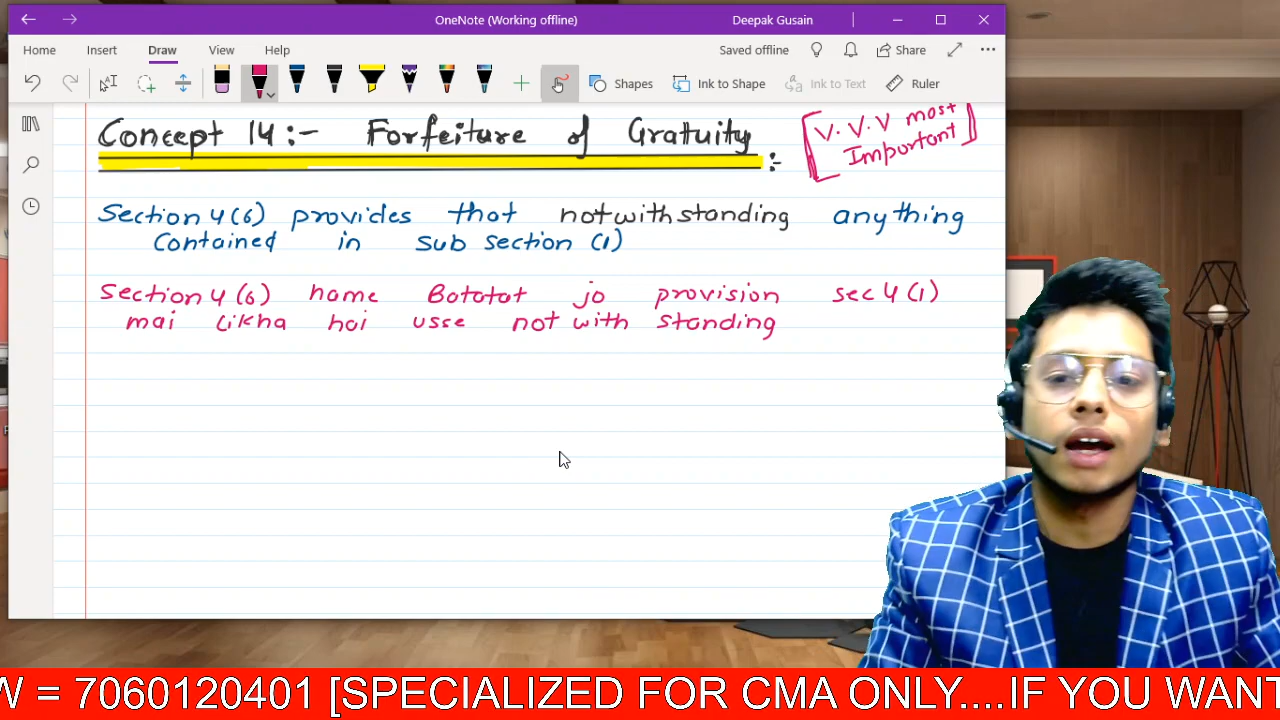 OneNote (Working offline)
Deepak Gusain
Home Insert Draw View Help
Saved offline
Share
Shapes
Ink to Shape
Ink to Text
Ruler
Concept 14:- Forfeiture of Gratuity :-
[V. V. V most
Important]
Section 4(6) provides that notwithstanding anything
contained in sub section (1)
Section 4(6) hame Batatat jo provision sec 4(1)
mai likha hai usse not with standing
W = 7060120401 [SPECIALIZED FOR CMA ONLY....IF YOU WANT